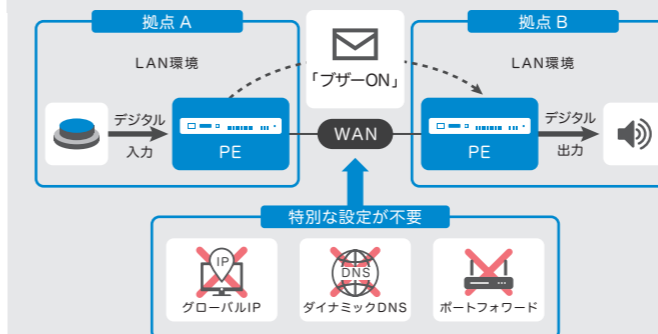 拠点 A
拠点 B
LAN環境
「ブザーON」
LAN環境
デジタル
入力
PE
WAN
PE
デジタル
出力
特別な設定が不要
IP
グローバルIP
DNS
ダイナミックDNS
ポートフォワード